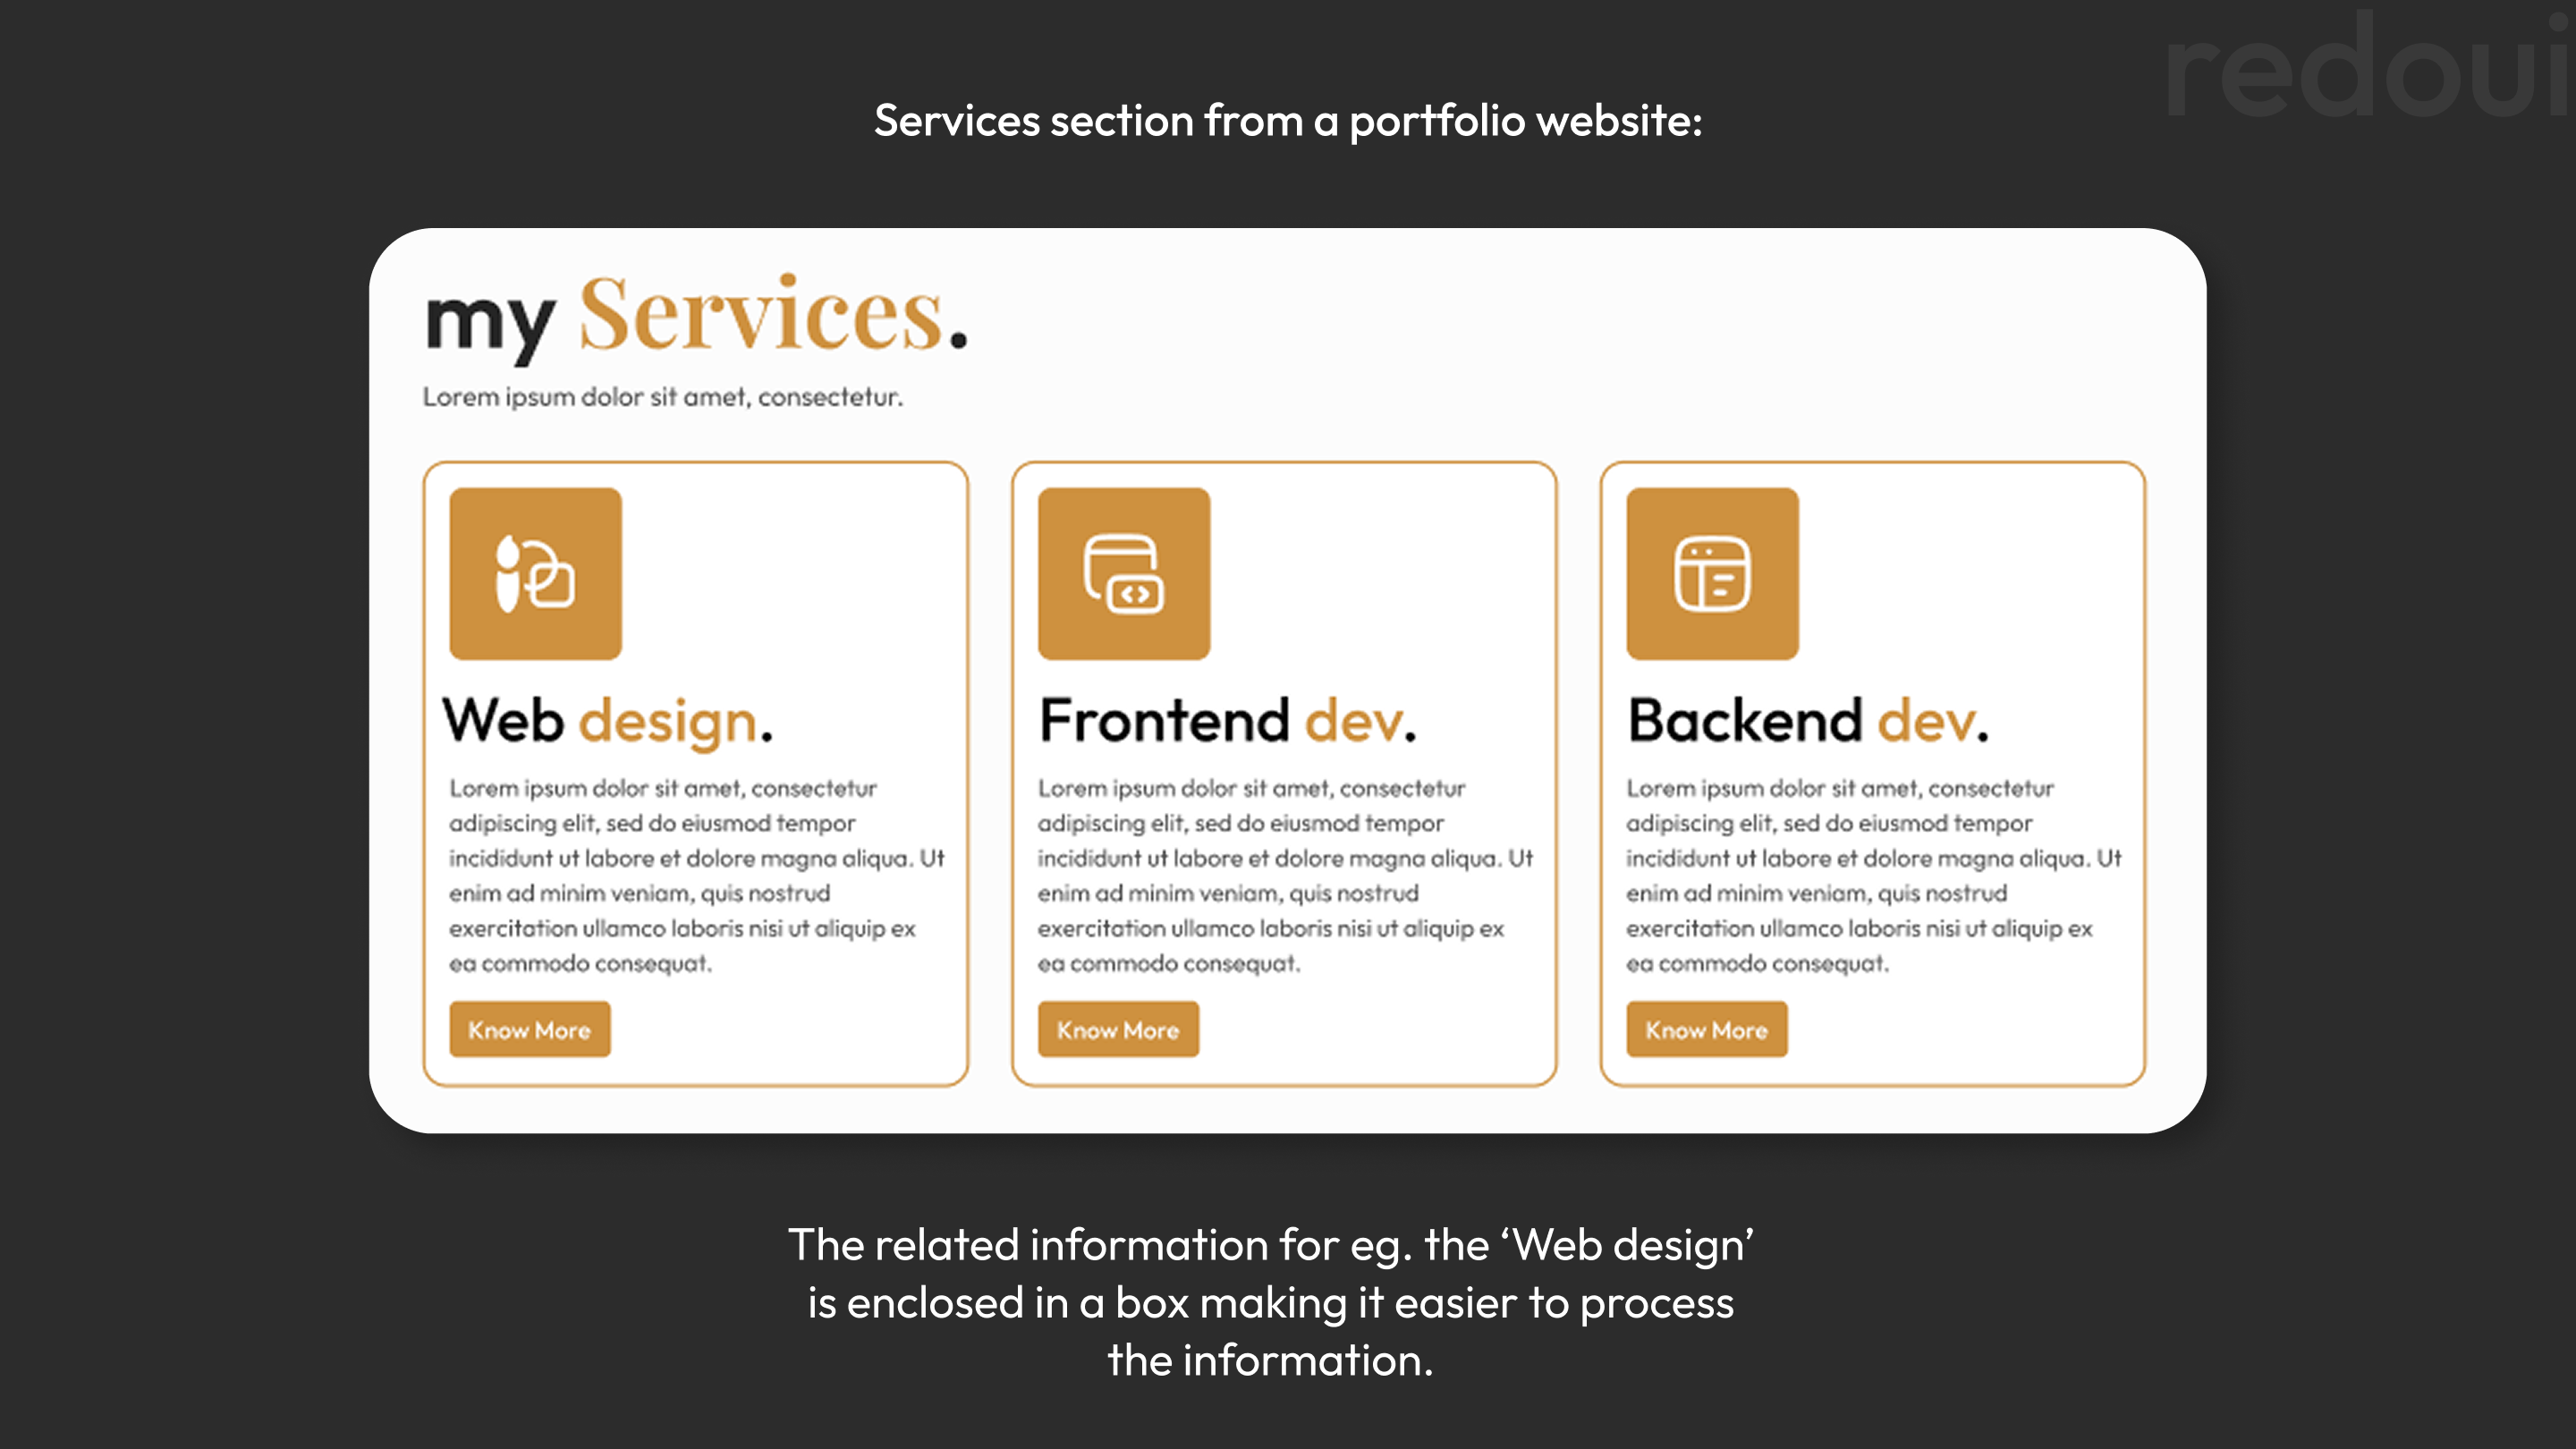 redoui
Services section from a portfolio website:
my Services.
Lorem ipsum dolor sit amet, consectetur.
Web design.
Lorem ipsum dolor sit amet, consectetur
adipiscing elit, sed do eiusmod tempor
incididunt ut labore et dolore magna aliqua. Ut
enim ad minim veniam, quis nostrud
exercitation ullamco laboris nisi ut aliquip ex
ea commodo consequat.
Know More
Frontend dev.
Lorem ipsum dolor sit amet, consectetur
adipiscing elit, sed do eiusmod tempor
incididunt ut labore et dolore magna aliqua. Ut
enim ad minim veniam, quis nostrud
exercitation ullamco laboris nisi ut aliquip ex
ea commodo consequat.
Know More
Backend dev.
Lorem ipsum dolor sit amet, consectetur
adipiscing elit, sed do eiusmod tempor
incididunt ut labore et dolore magna aliqua. Ut
enim ad minim veniam, quis nostrud
exercitation ullamco laboris nisi ut aliquip ex
ea commodo consequat.
Know More
The related information for eg. the ‘Web design’
is enclosed in a box making it easier to process
the information.